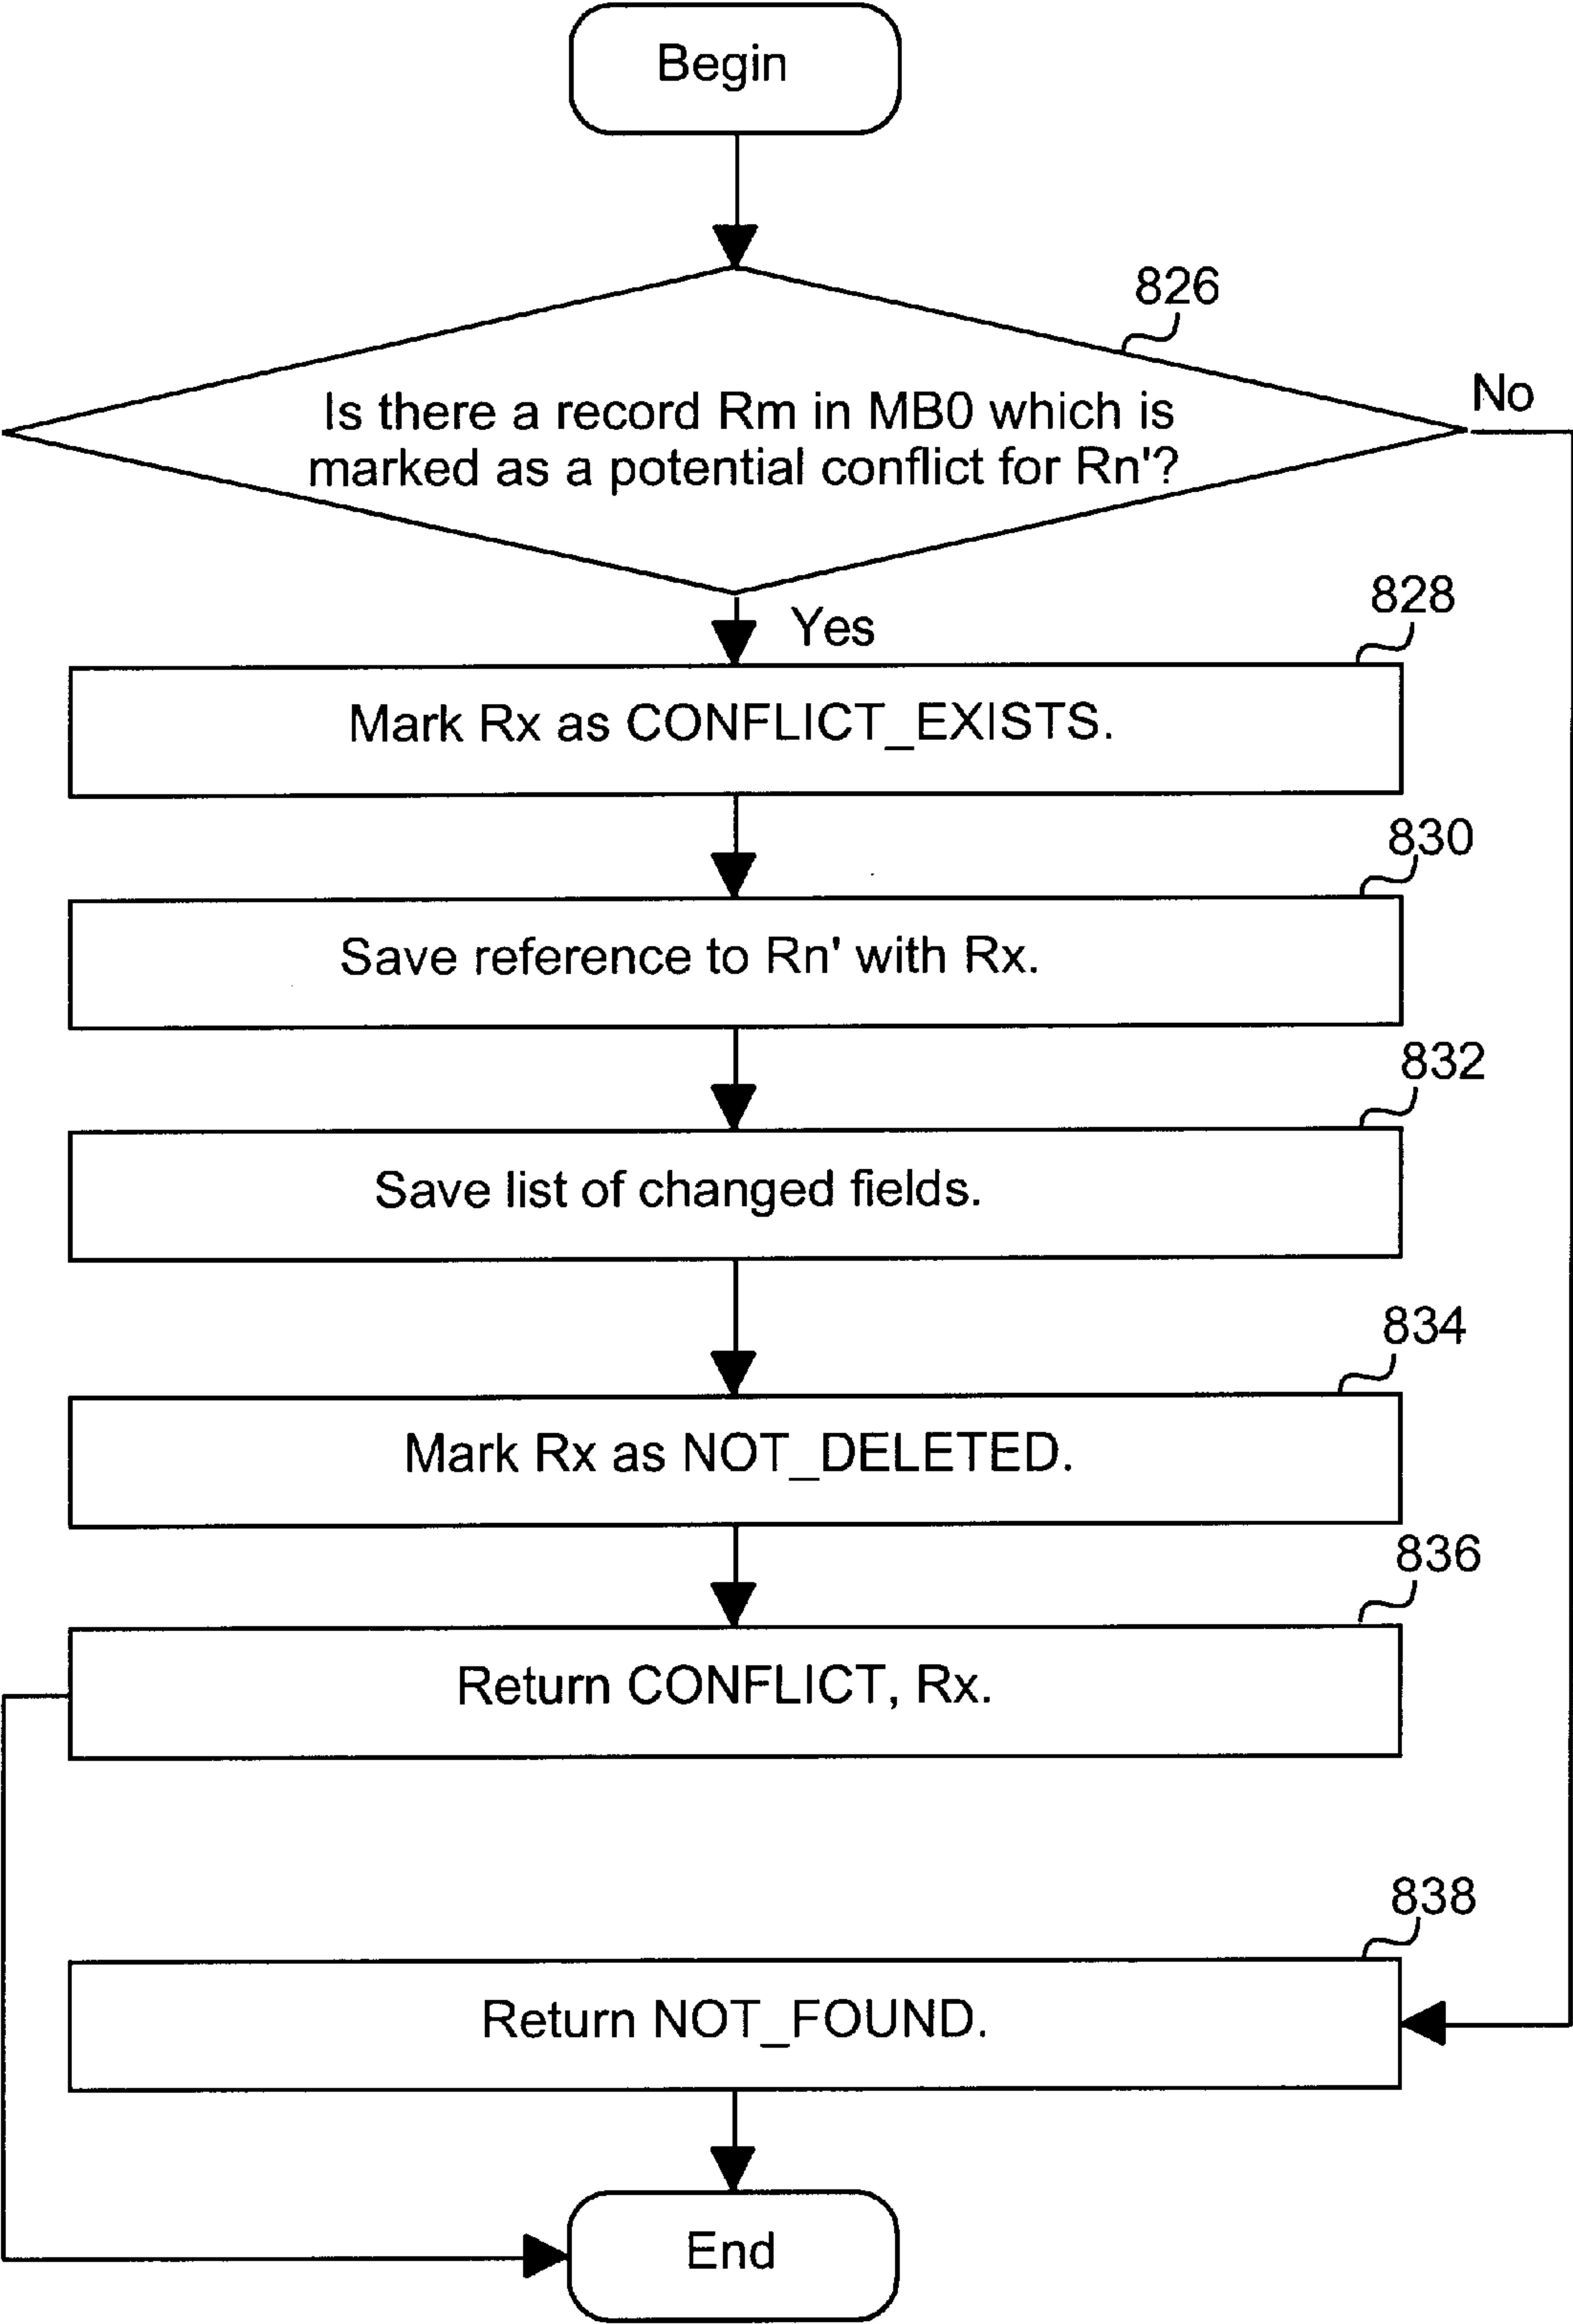 Begin
826
Is there a record Rm in MB0 which is
marked as a potential conflict for Rn'?
No
Yes
828
Mark Rx as CONFLICT_EXISTS.
830
Save reference to Rn' with Rx.
832
Save list of changed fields.
834
Mark Rx as NOT_DELETED.
836
Return CONFLICT, Rx.
838
Return NOT_FOUND.
End